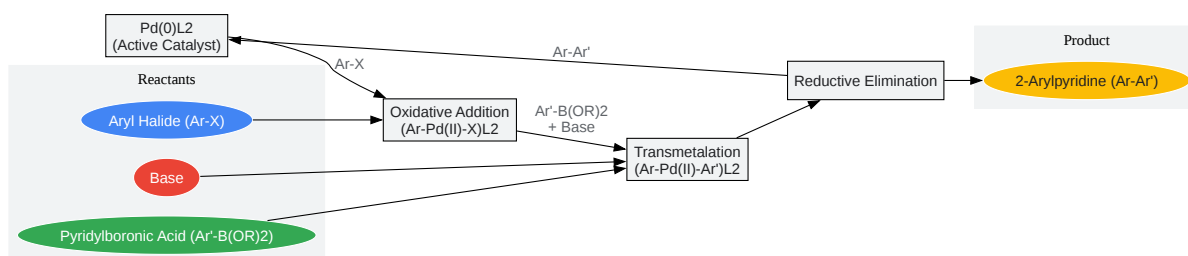 Pd(0)L2
(Active Catalyst)
Reactants
Aryl Halide (Ar-X)
Base
Pyridylboronic Acid (Ar'-B(OR)2)
Ar-X
Oxidative Addition
(Ar-Pd(II)-X)L2
Ar'-B(OR)2
+ Base
Transmetalation
(Ar-Pd(II)-Ar')L2
Ar-Ar'
Reductive Elimination
Product
2-Arylpyridine (Ar-Ar')